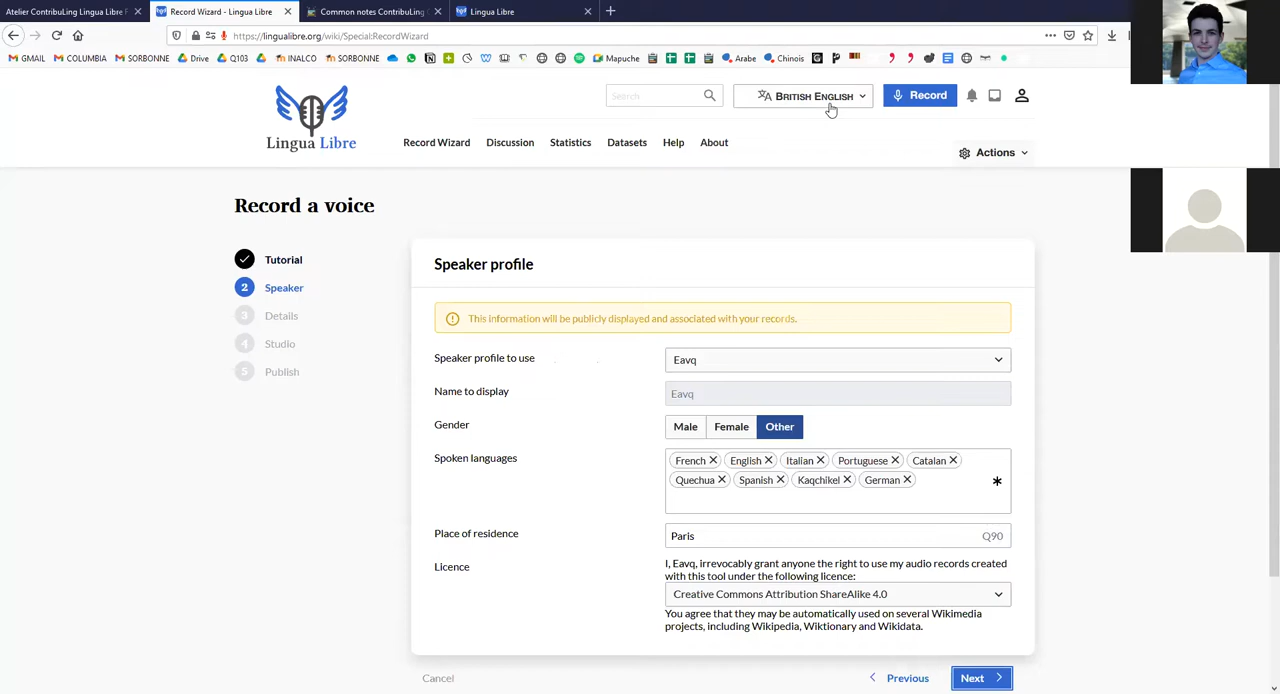 Atelier ContribuLing Lingua Libre
Record Wizard - Lingua Libre
Common notes ContribuLing
Lingua Libre
https://lingualibre.org/wiki/Special:RecordWizard
GMAIL
COLUMBIA
SORBONNE
Drive
Q103
INALCO
SORBONNE
Mapuche
Arabe
Chinois
Lingua Libre
Search
BRITISH ENGLISH
Record
Record Wizard
Discussion
Statistics
Datasets
Help
About
Actions
Record a voice
Tutorial
2 Speaker
3 Details
4 Studio
5 Publish
Speaker profile
This information will be publicly displayed and associated with your records.
Speaker profile to use
Eavq
Name to display
Eavq
Gender
Male Female Other
Spoken languages
French English Italian Portuguese Catalan
Quechua Spanish Kaqchikel German
Place of residence
Paris Q90
Licence
I, Eavq, irrevocably grant anyone the right to use my audio records created
with this tool under the following licence:
Creative Commons Attribution ShareAlike 4.0
You agree that they may be automatically used on several Wikimedia
projects, including Wikipedia, Wiktionary and Wikidata.
Cancel
Previous
Next